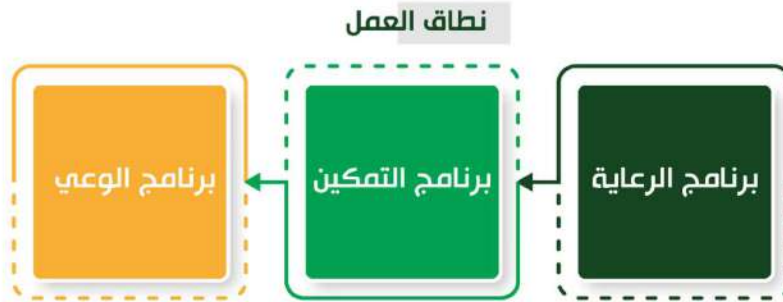 نطاق العمل
برنامج الرعاية
برنامج التمكين
برنامج الوعي